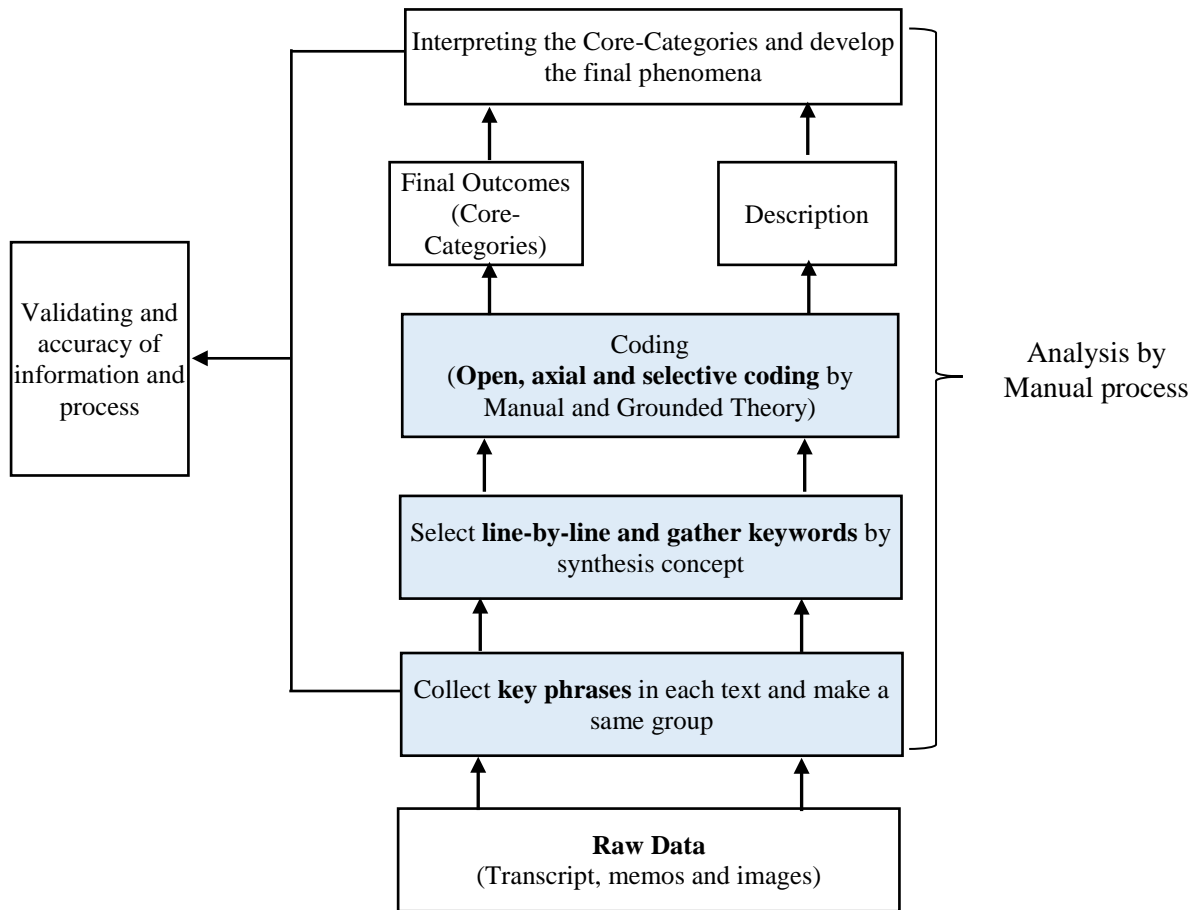 Interpreting the Core-Categories and develop
the final phenomena
Final Outcomes
(Core-
Categories)
Description
Validating and
accuracy of
information and
process
Coding
(Open, axial and selective coding by
Manual and Grounded Theory)
Analysis by
Manual process
Select line-by-line and gather keywords by
synthesis concept
Collect key phrases in each text and make a
same group
Raw Data
(Transcript, memos and images)